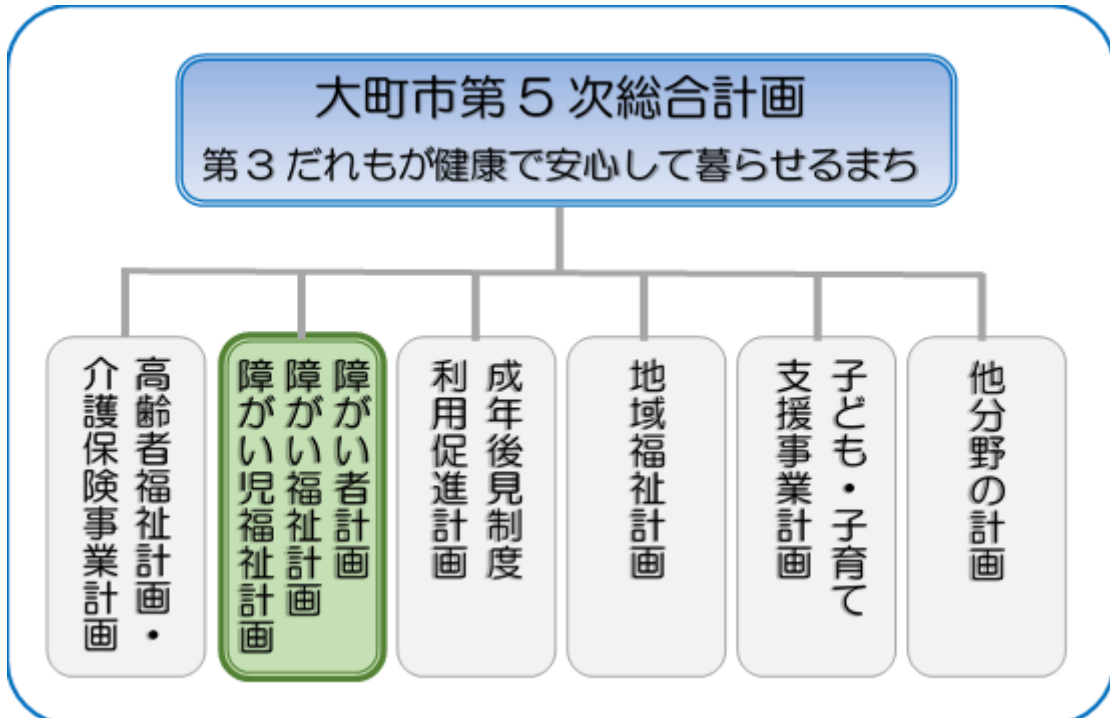 大町市第5次総合計画
第3 だれもが健康で安心して暮らせるまち
高齢者福祉計画・
介護保険事業計画
障がい者計画
障がい福祉計画
障がい児福祉計画
成年後見制度
利用促進計画
地域福祉計画
子ども・子育て
支援事業計画
他分野の計画